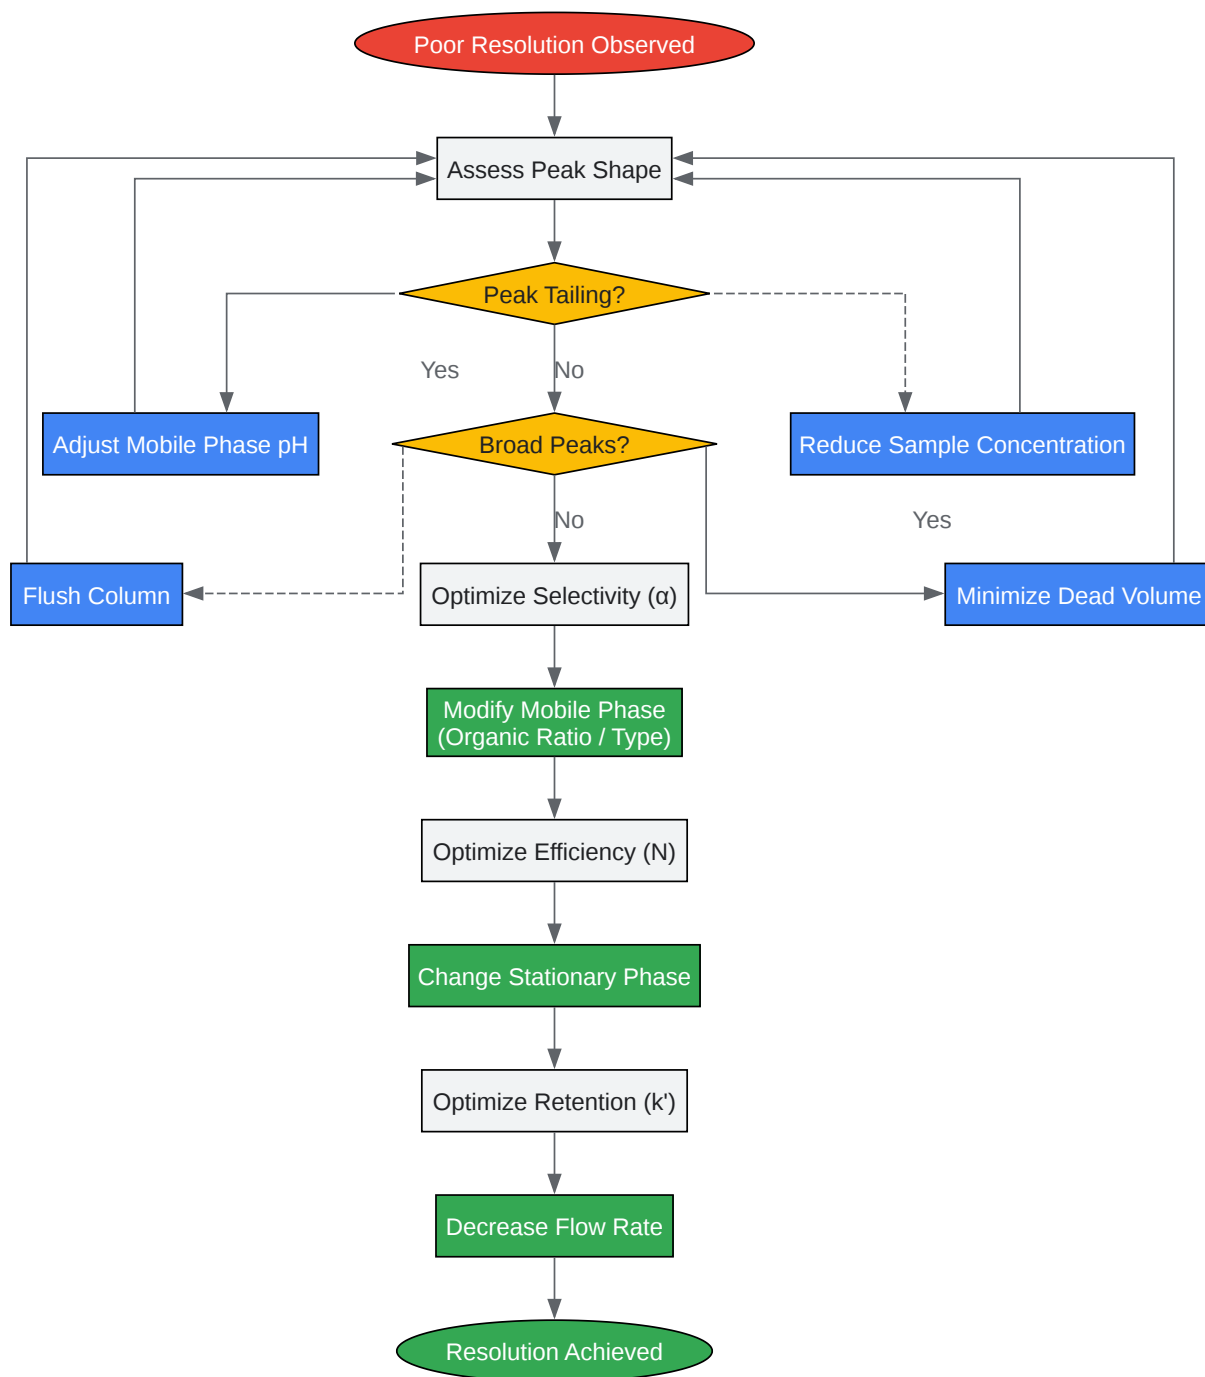 Poor Resolution Observed
Assess Peak Shape
Peak Tailing?
Yes
No
Adjust Mobile Phase pH
Broad Peaks?
Reduce Sample Concentration
No
Yes
Flush Column
Optimize Selectivity (α)
Minimize Dead Volume
Modify Mobile Phase
(Organic Ratio / Type)
Optimize Efficiency (N)
Change Stationary Phase
Optimize Retention (k')
Decrease Flow Rate
Resolution Achieved